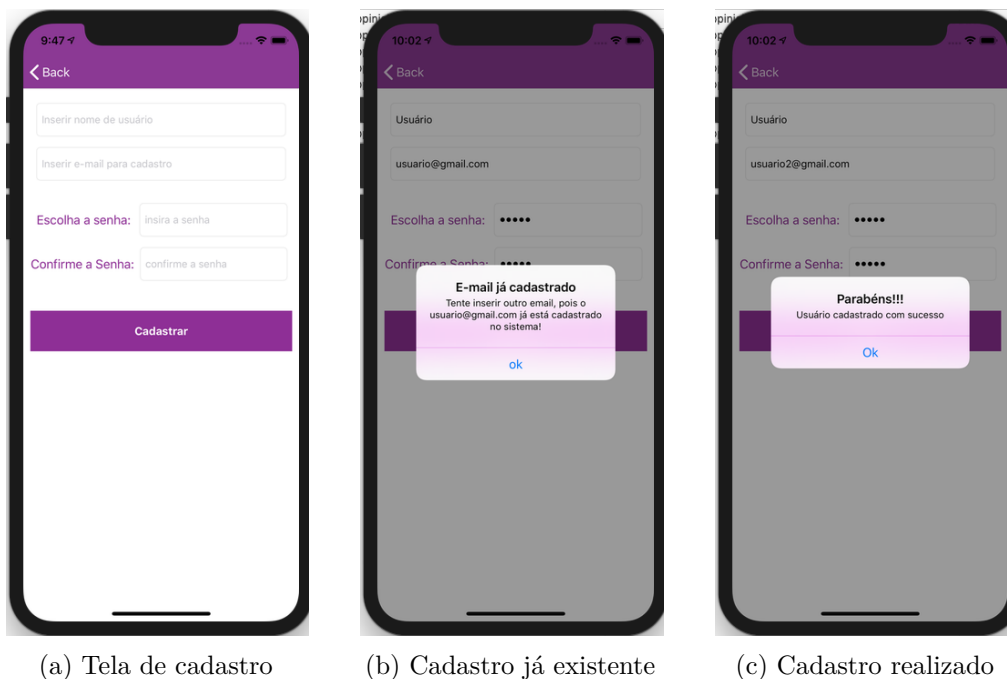 9:47
Back
Inserir nome de usuário
Inserir e-mail para cadastro
Escolha a senha: insira a senha
Confirme a Senha: confirme a senha
Cadastrar
(a) Tela de cadastro
10:02
Back
Usuário
usuario@gmail.com
Escolha a senha: •••••
Confirme a Senha: •••••
E-mail já cadastrado
Tente inserir outro email, pois o
usuario@gmail.com já está cadastrado
no sistema!
ok
(b) Cadastro já existente
10:02
Back
Usuário
usuario2@gmail.com
Escolha a senha: •••••
Confirme a Senha: •••••
Parabéns!!!
Usuário cadastrado com sucesso
Ok
(c) Cadastro realizado